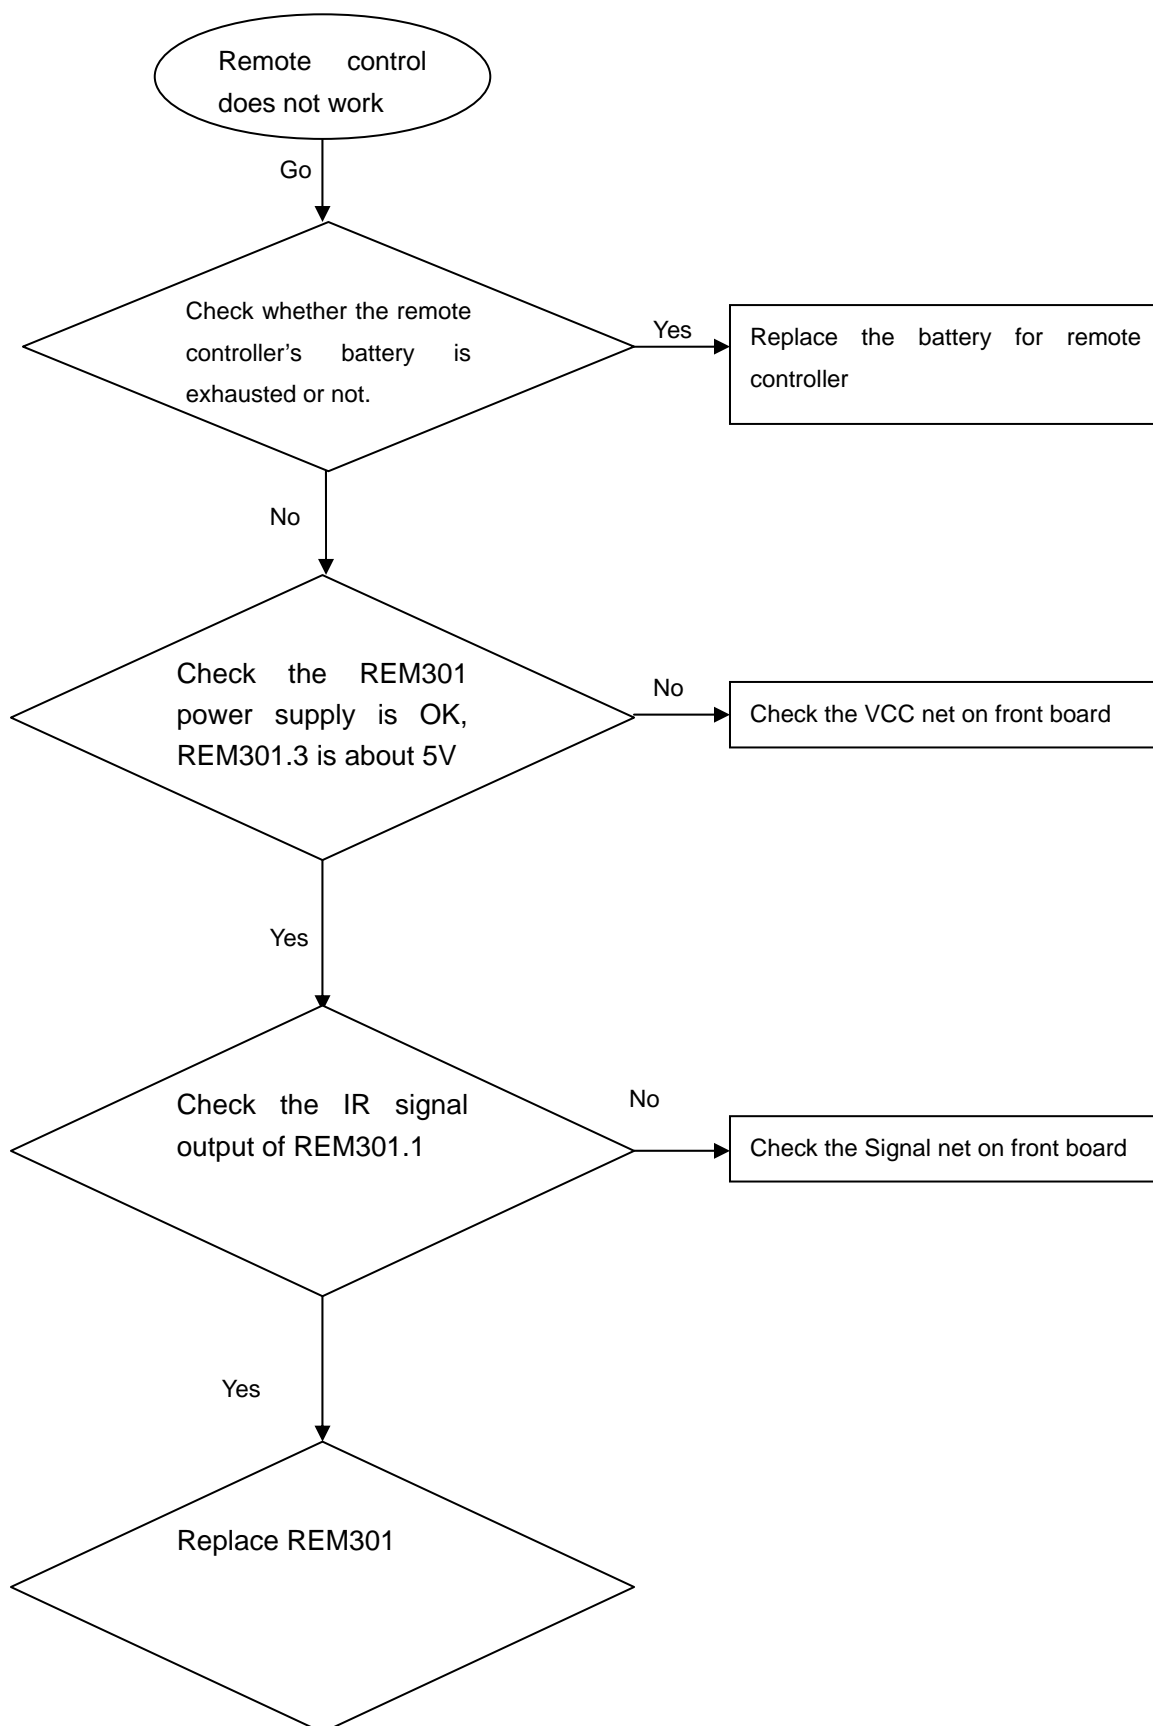 Remote control
does not work
Go
Check whether the remote
controller's battery is
exhausted or not.
Yes
Replace the battery for remote
controller
No
Check the REM301
power supply is OK,
REM301.3 is about 5V
No
Check the VCC net on front board
Yes
Check the IR signal
output of REM301.1
No
Check the Signal net on front board
Yes
Replace REM301